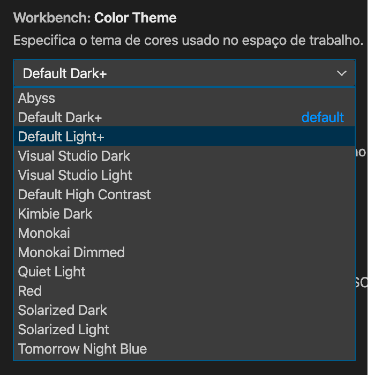 Workbench: Color Theme
Especifica o tema de cores usado no espaço de trabalho.
Default Dark+
Abyss
Default Dark+ default
Default Light+
Visual Studio Dark
Visual Studio Light
Default High Contrast
Kimbie Dark
Monokai
Monokai Dimmed
Quiet Light
Red
Solarized Dark
Solarized Light
Tomorrow Night Blue